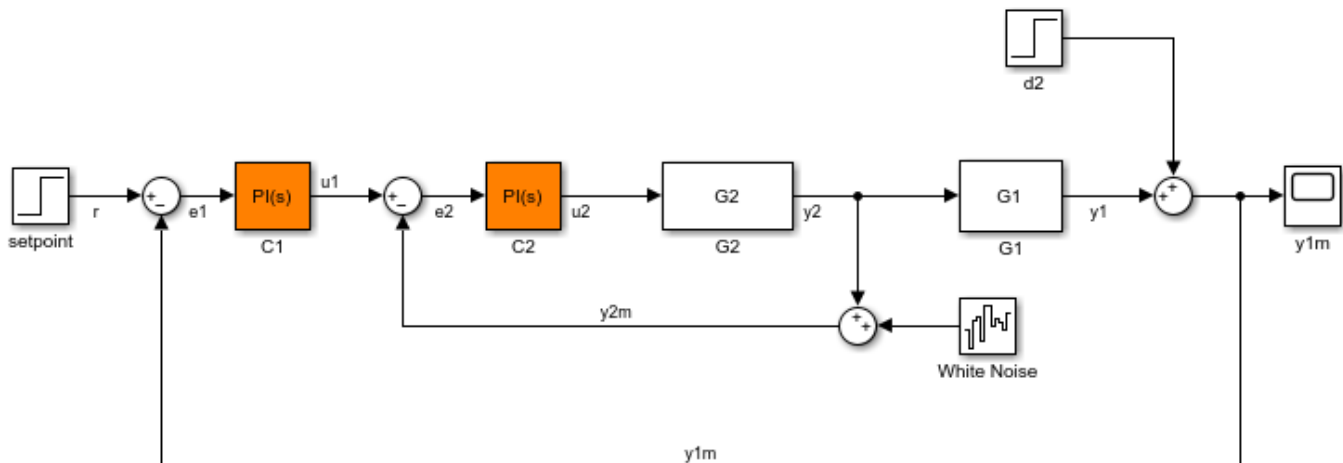 d2
PI(s)
u1
PI(s)
G2
G1
r
e1
e2
u2
y2
y1
setpoint
C1
C2
G2
G1
y1m
y2m
White Noise
y1m